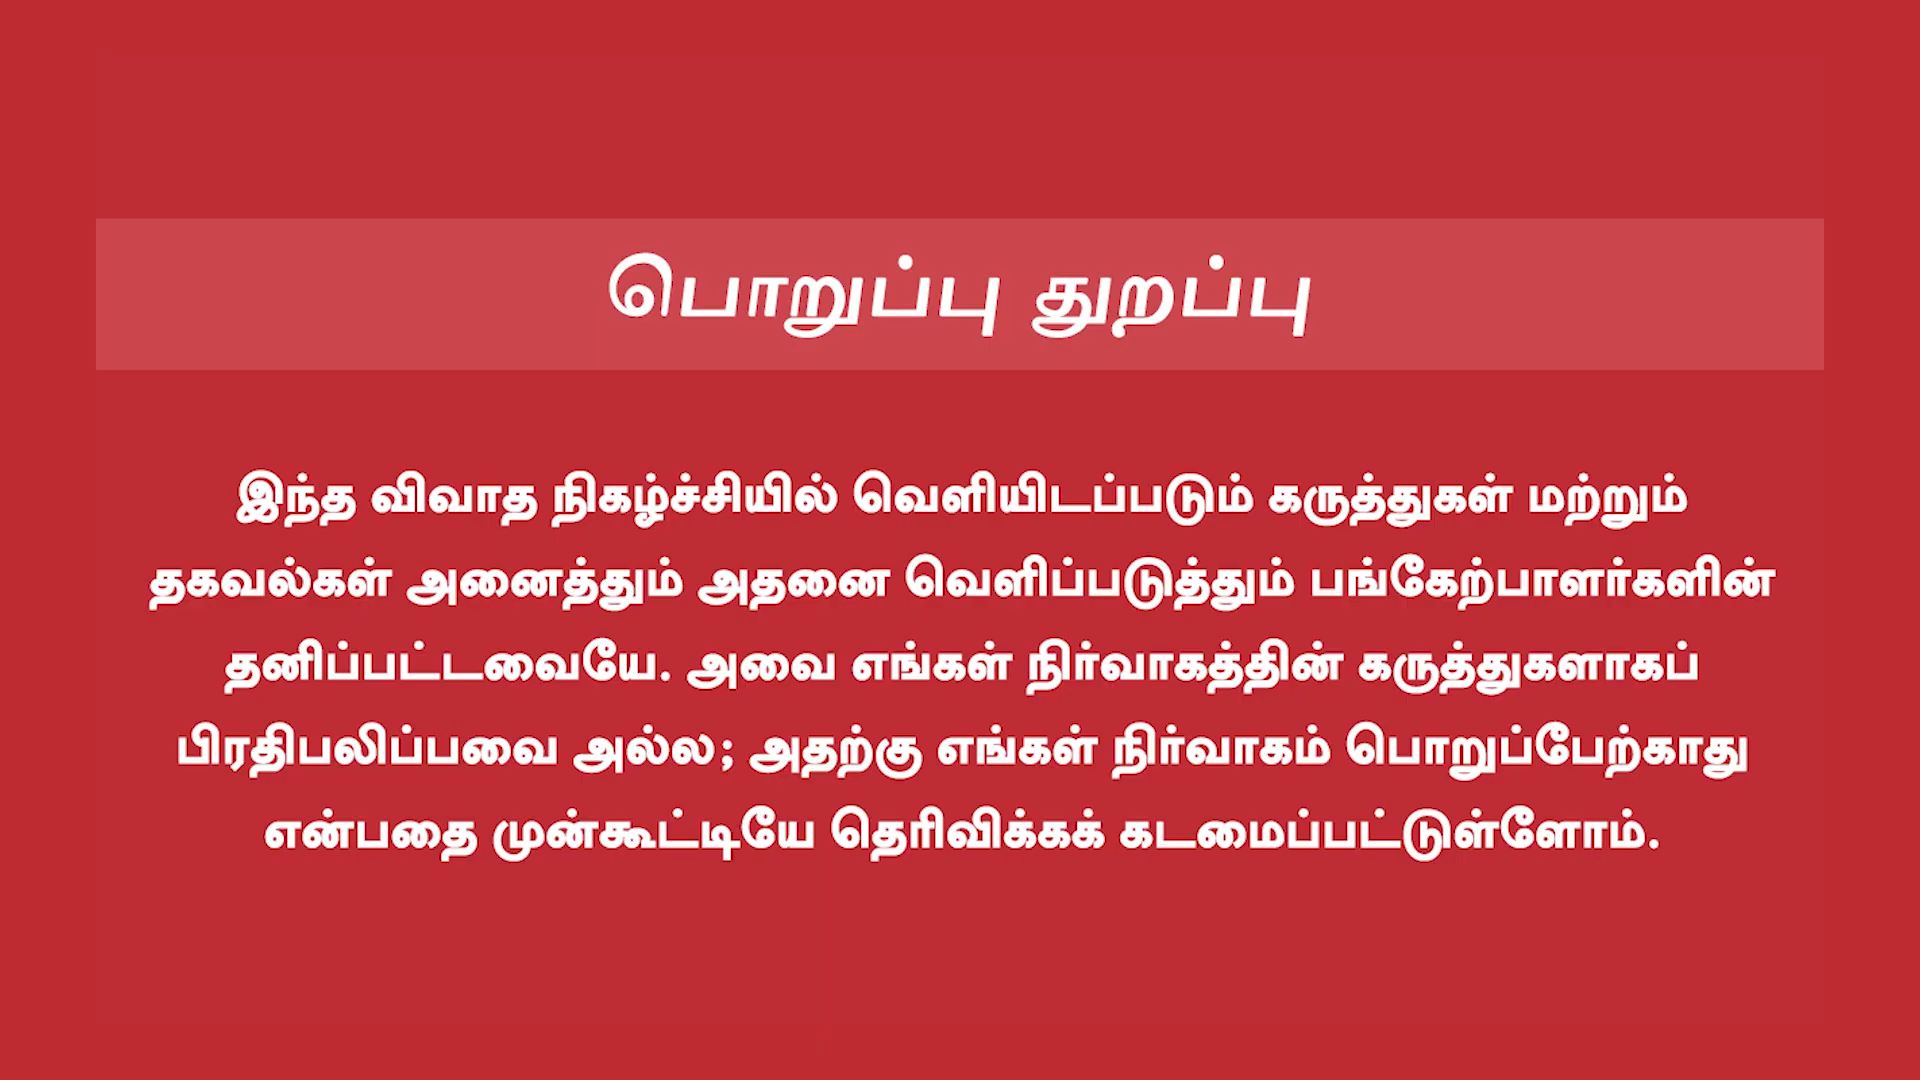 பொறுப்பு துறப்பு
இந்த விவாத நிகழ்ச்சியில் வெளியிடப்படும் கருத்துகள் மற்றும்
தகவல்கள் அனைத்தும் அதனை வெளிப்படுத்தும் பங்கேற்பாளர்களின்
தனிப்பட்டவையே. அவை எங்கள் நிர்வாகத்தின் கருத்துகளாகப்
பிரதிபலிப்பவை அல்ல; அதற்கு எங்கள் நிர்வாகம் பொறுப்பேற்காது
என்பதை முன்கூட்டியே தெரிவிக்கக் கடமைப்பட்டுள்ளோம்.